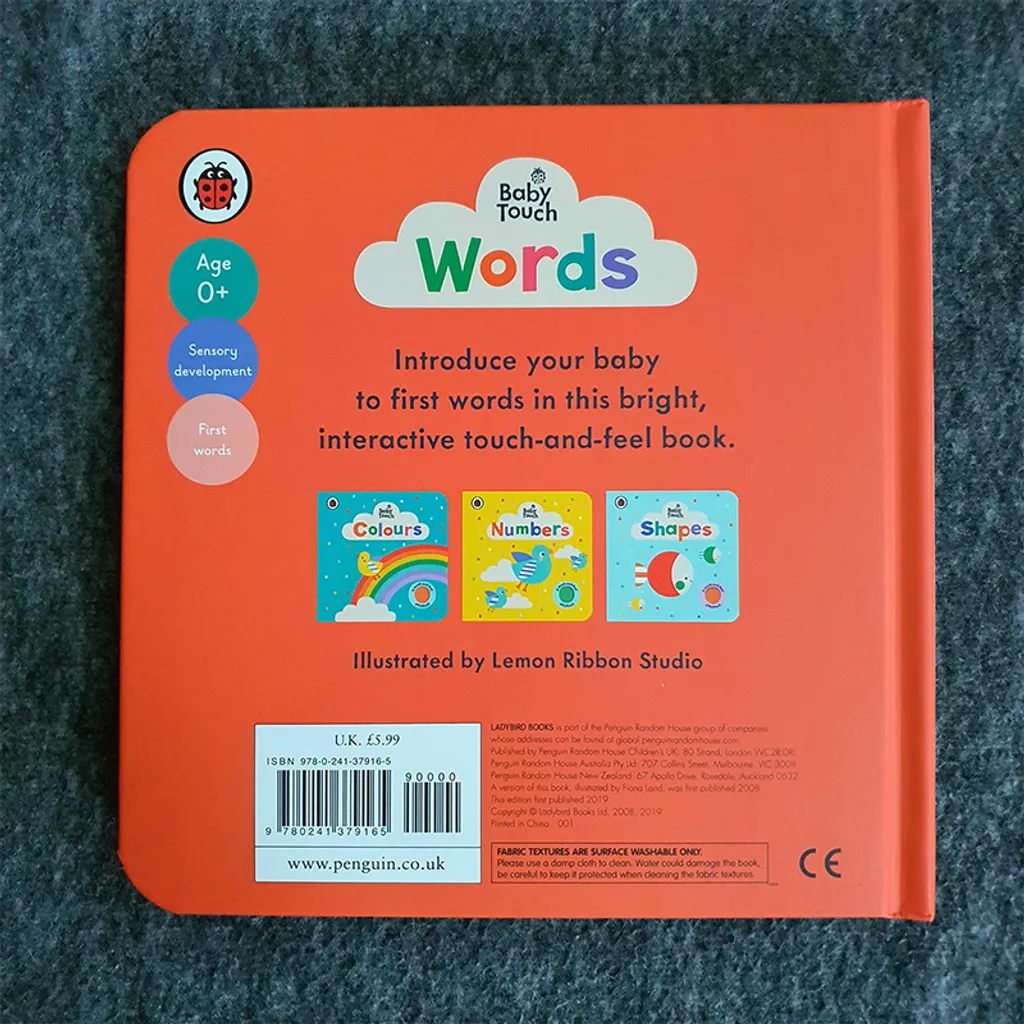 Baby
Touch
Words
Age
0+
Sensory
development
First
words
Introduce your baby
to first words in this bright,
interactive touch-and-feel book.
Baby
Touch
Colours
Baby
Touch
Numbers
Baby
Touch
Shapes
Illustrated by Lemon Ribbon Studio
U.K. £5.99
ISBN 978-0-241-37916-5
90000
9 780241 379165
www.penguin.co.uk
LADYBIRD BOOKS is part of the Penguin Random House group of companies
whose addresses can be found at global.penguinrandomhouse.com.
Published by Penguin Random House Children's UK: 80 Strand, London WC2R 0RL
Penguin Random House Australia Pty Ltd: 707 Collins Street, Melbourne, VIC 3008
Penguin Random House New Zealand: 67 Apollo Drive, Rosedale, Auckland 0632
A version of this book, illustrated by Fiona Land, was first published 2008
This edition first published 2019
Copyright © Ladybird Books Ltd, 2008, 2019
Printed in China 001
FABRIC TEXTURES ARE SURFACE WASHABLE ONLY.
Please use a damp cloth to clean. Water could damage the book,
be careful to keep it protected when cleaning the fabric textures.
CE